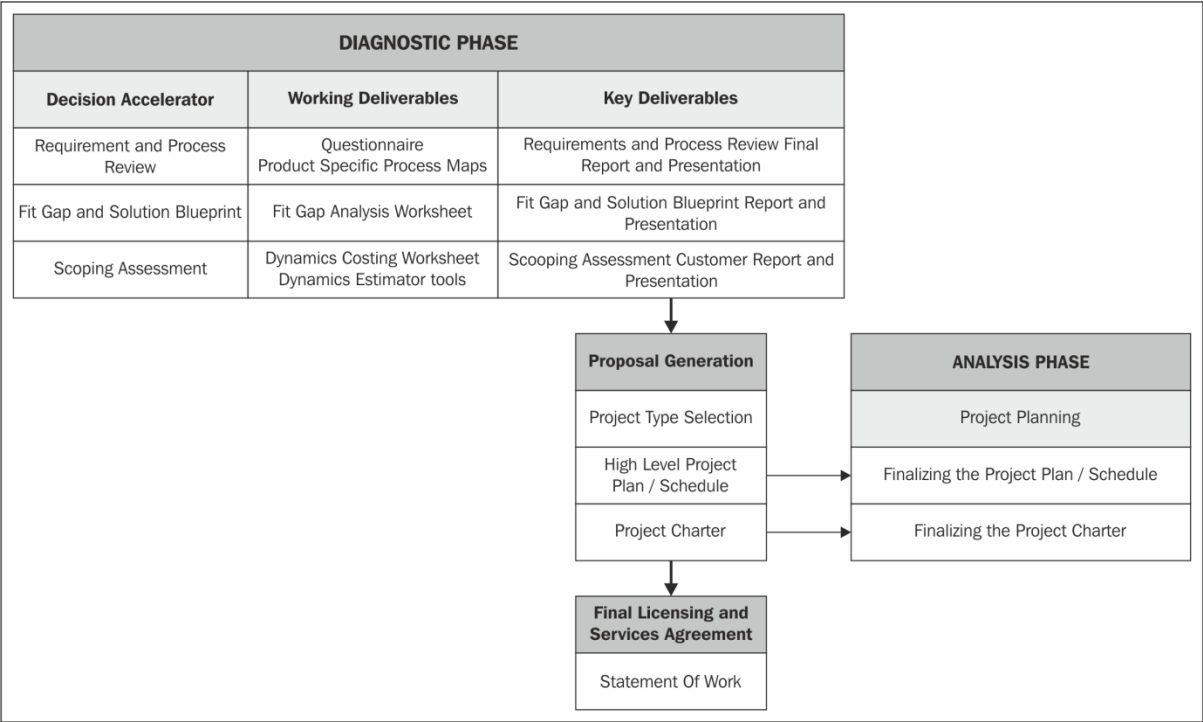 DIAGNOSTIC PHASE
Decision Accelerator
Working Deliverables
Key Deliverables
Requirement and Process
Review
Questionnaire
Product Specific Process Maps
Requirements and Process Review Final
Report and Presentation
Fit Gap and Solution Blueprint
Fit Gap Analysis Worksheet
Fit Gap and Solution Blueprint Report and
Presentation
Scoping Assessment
Dynamics Costing Worksheet
Dynamics Estimator tools
Scooping Assessment Customer Report and
Presentation
Proposal Generation
Project Type Selection
High Level Project
Plan / Schedule
Project Charter
ANALYSIS PHASE
Project Planning
Finalizing the Project Plan / Schedule
Finalizing the Project Charter
Final Licensing and
Services Agreement
Statement Of Work